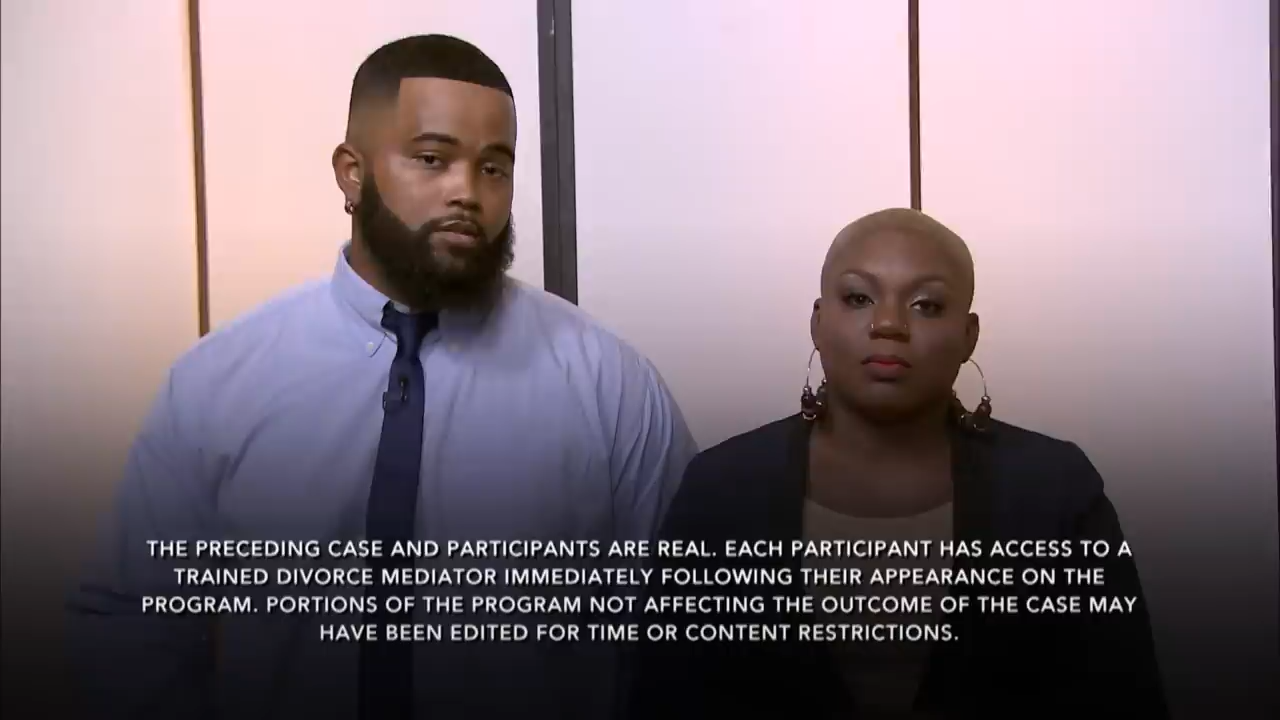 THE PRECEDING CASE AND PARTICIPANTS ARE REAL. EACH PARTICIPANT HAS ACCESS TO A
TRAINED DIVORCE MEDIATOR IMMEDIATELY FOLLOWING THEIR APPEARANCE ON THE
PROGRAM. PORTIONS OF THE PROGRAM NOT AFFECTING THE OUTCOME OF THE CASE MAY
HAVE BEEN EDITED FOR TIME OR CONTENT RESTRICTIONS.